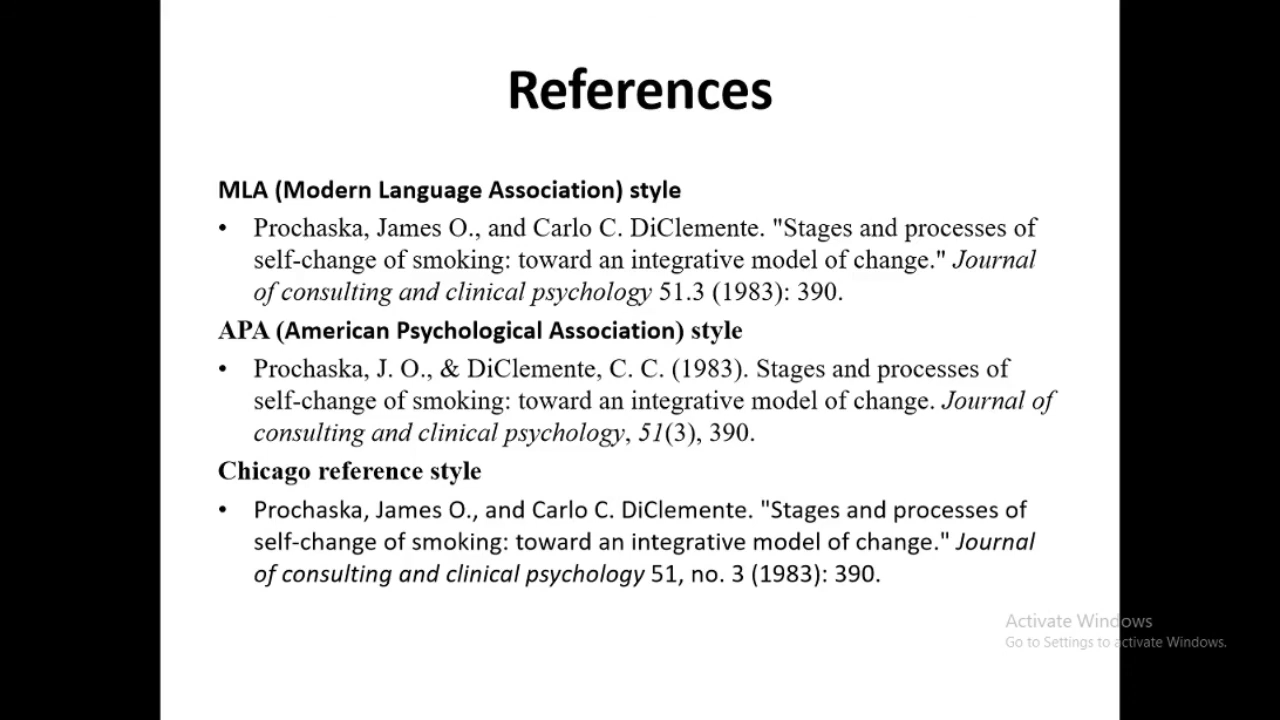 References
MLA (Modern Language Association) style
• Prochaska, James O., and Carlo C. DiClemente. "Stages and processes of
self-change of smoking: toward an integrative model of change." Journal
of consulting and clinical psychology 51.3 (1983): 390.
APA (American Psychological Association) style
• Prochaska, J. O., & DiClemente, C. C. (1983). Stages and processes of
self-change of smoking: toward an integrative model of change. Journal of
consulting and clinical psychology, 51(3), 390.
Chicago reference style
• Prochaska, James O., and Carlo C. DiClemente. "Stages and processes of
self-change of smoking: toward an integrative model of change." Journal
of consulting and clinical psychology 51, no. 3 (1983): 390.
Activate Windows
Go to Settings to activate Windows.